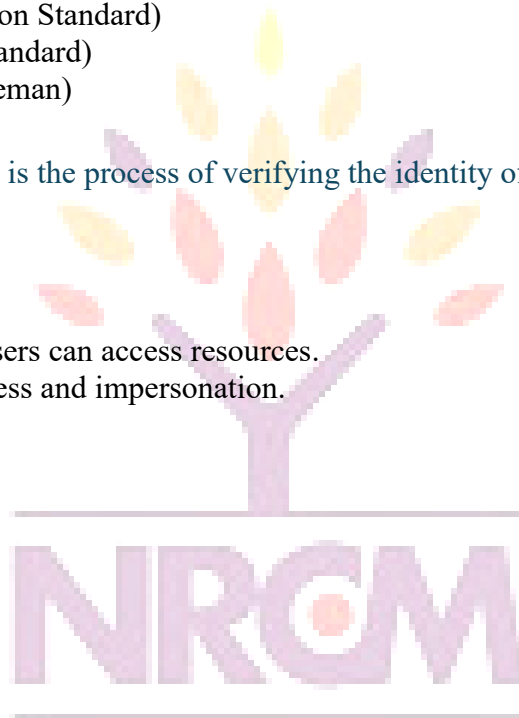 on Standard)
andard)
eman)
is the process of verifying the identity of
sers can access resources.
ess and impersonation.
NRCM